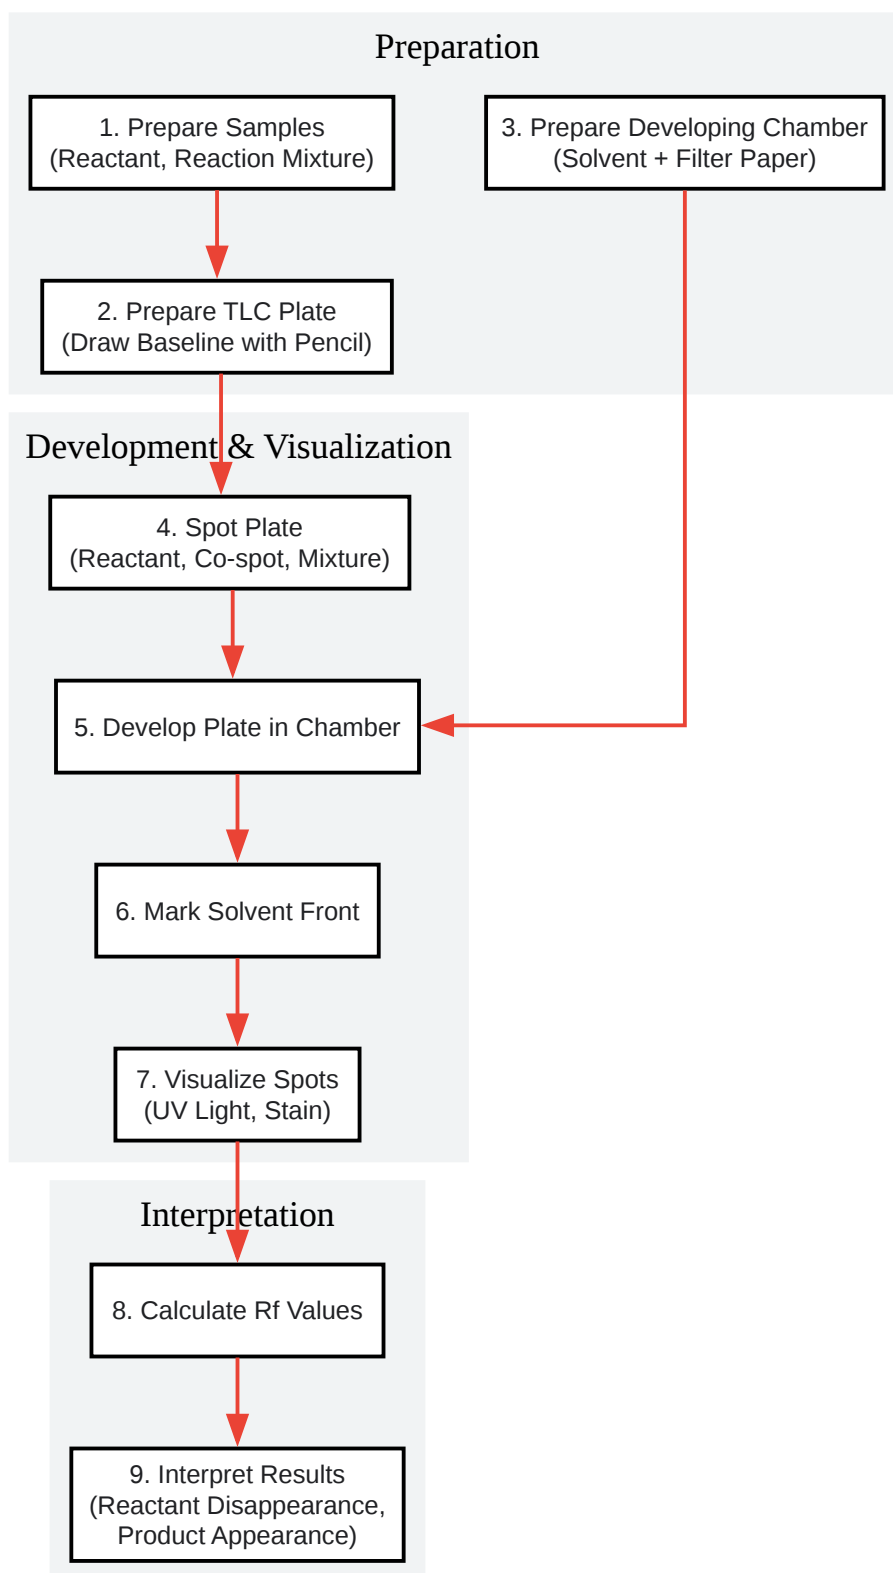 Preparation
1. Prepare Samples
(Reactant, Reaction Mixture)
3. Prepare Developing Chamber
(Solvent + Filter Paper)
2. Prepare TLC Plate
(Draw Baseline with Pencil)
Development & Visualization
4. Spot Plate
(Reactant, Co-spot, Mixture)
5. Develop Plate in Chamber
6. Mark Solvent Front
7. Visualize Spots
(UV Light, Stain)
Interpretation
8. Calculate Rf Values
9. Interpret Results
(Reactant Disappearance,
Product Appearance)